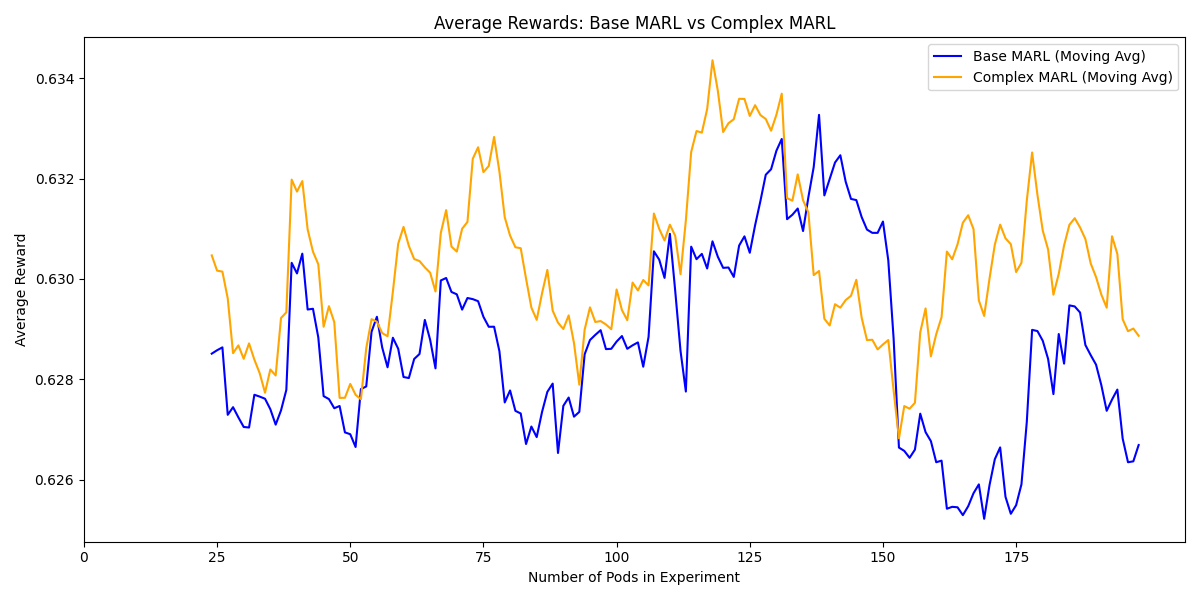 Average Rewards: Base MARL vs Complex MARL
Base MARL (Moving Avg)
Complex MARL (Moving Avg)
Average Reward
0.634
0.632
0.630
0.628
0.626
0 25 50 75 100 125 150 175
Number of Pods in Experiment